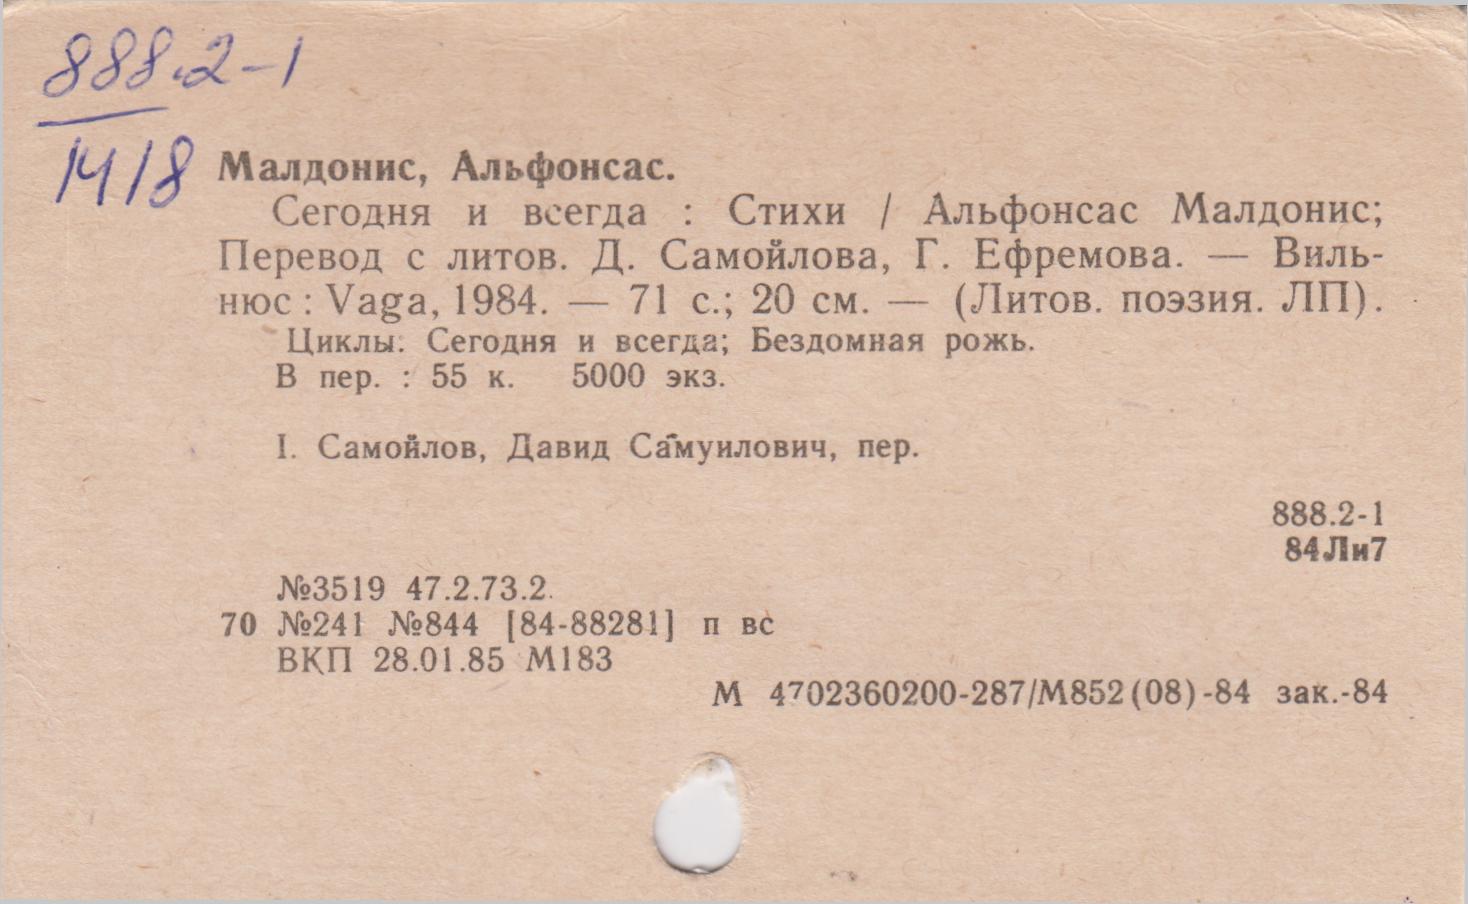 888.2-1
1418
Малдонис, Альфонсас.
Сегодня и всегда : Стихи / Альфонсас Малдонис;
Перевод с литов. Д. Самойлова, Г. Ефремова. — Виль-
нюс : Vaga, 1984. — 71 с.; 20 см. — (Литов. поэзия. ЛП).
Циклы: Сегодня и всегда; Бездомная рожь.
В пер. : 55 к. 5000 экз.
I. Самойлов, Давид Самуилович, пер.
888.2-1
84Ли7
№3519 47.2.73.2.
70 №241 №844 [84-88281] п вс
ВКП 28.01.85 М183
М 4702360200-287/М852(08)-84 зак.-84